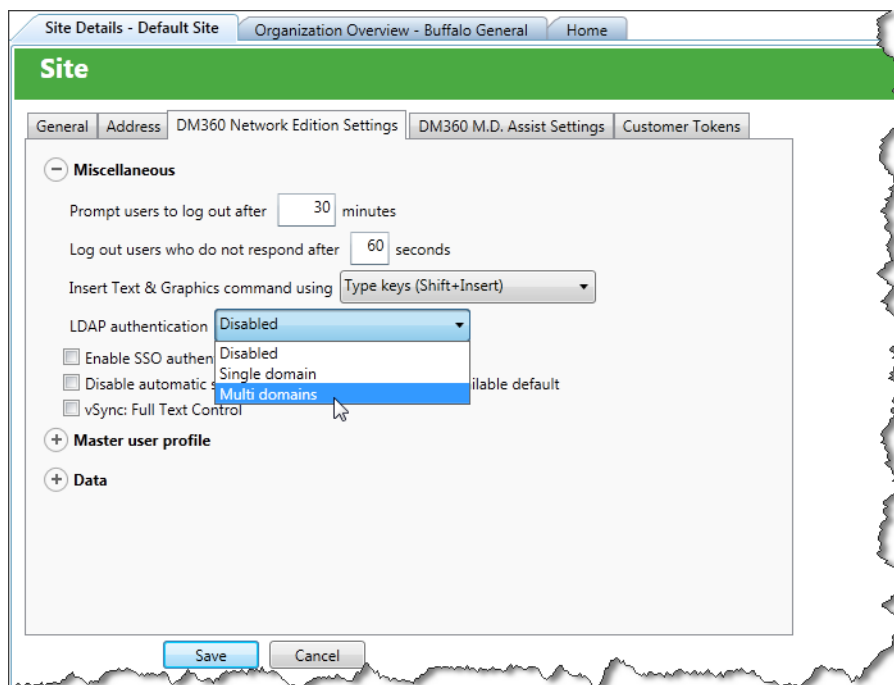 Site Details - Default Site
Organization Overview - Buffalo General
Home
Site
General
Address
DM360 Network Edition Settings
DM360 M.D. Assist Settings
Customer Tokens
Miscellaneous
Prompt users to log out after 30 minutes
Log out users who do not respond after 60 seconds
Insert Text & Graphics command using Type keys (Shift+Insert)
LDAP authentication Disabled
Disabled
Single domain
Multi domains
Enable SSO authen
Disable automatic s ilable default
vSync: Full Text Control
Master user profile
Data
Save
Cancel